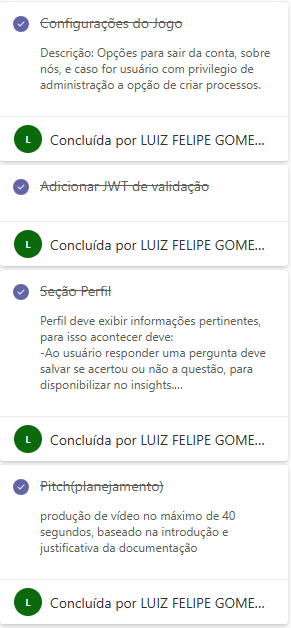 Configurações do Jogo
Descrição: Opções para sair da conta, sobre
nós, e caso for usuário com privilegio de
administração a opção de criar processos.
L Concluída por LUIZ FELIPE GOME...
Adicionar JWT de validação
L Concluída por LUIZ FELIPE GOME...
Seção Perfil
Perfil deve exibir informações pertinentes,
para isso acontecer deve:
-Ao usuário responder uma pergunta deve
salvar se acertou ou não a questão, para
disponibilizar no insights....
L Concluída por LUIZ FELIPE GOME...
Pitch(planejamento)
produção de vídeo no máximo de 40
segundos, baseado na introdução e
justificativa da documentação
L Concluída por LUIZ FELIPE GOME...